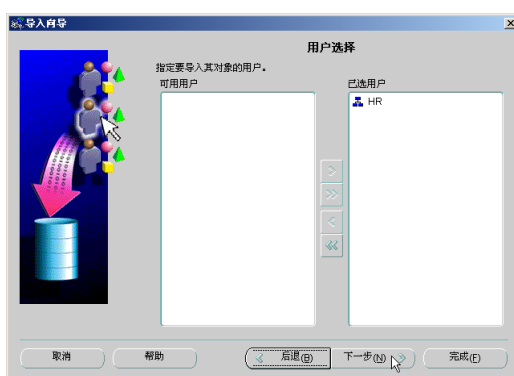 导入向导
用户选择
指定要导入其对象的用户。
可用用户
已选用户
HR
取消
帮助
后退(B)
下一步(N)
完成(F)